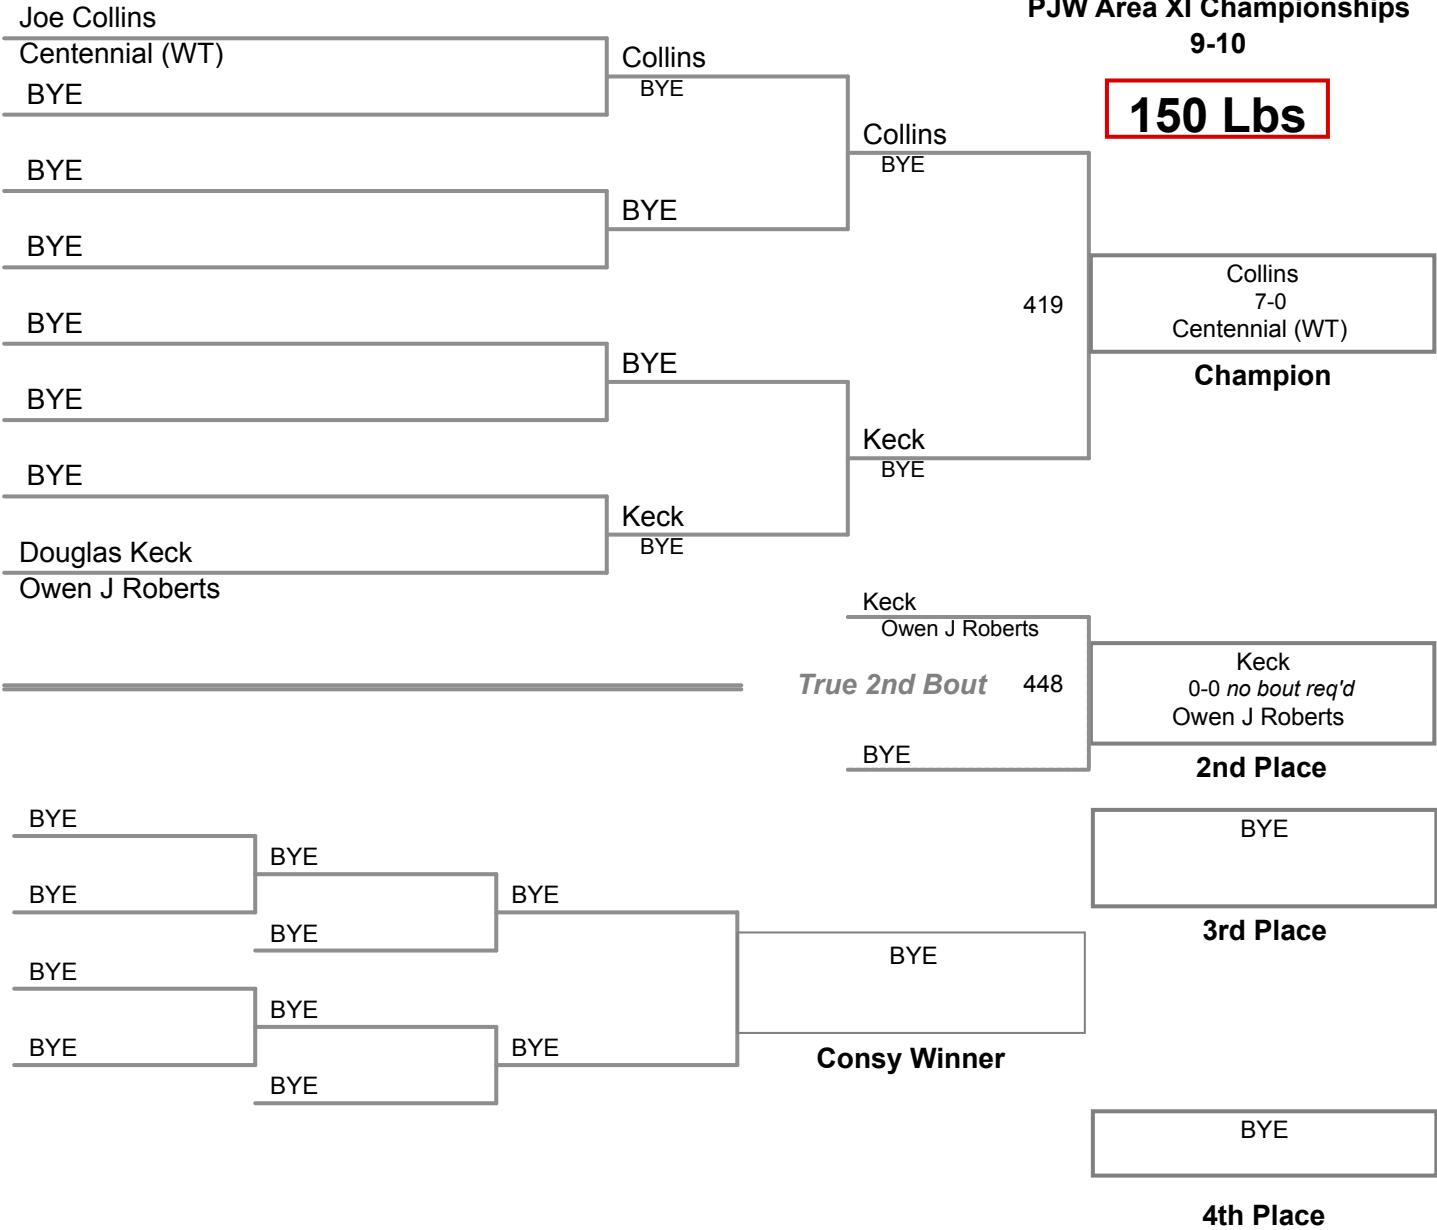 PJW Area XI Championships
9-10
150 Lbs
Joe Collins
Centennial (WT)
BYE
BYE
BYE
BYE
BYE
BYE
Douglas Keck
Owen J Roberts
Collins
BYE
BYE
BYE
Keck
BYE
Collins
BYE
Keck
BYE
419
Collins
7-0
Centennial (WT)
Champion
Keck
Owen J Roberts
True 2nd Bout 448
BYE
Keck
0-0 no bout req'd
Owen J Roberts
2nd Place
BYE
BYE
BYE
BYE
BYE
BYE
BYE
BYE
BYE
BYE
BYE
Consy Winner
BYE
3rd Place
BYE
4th Place